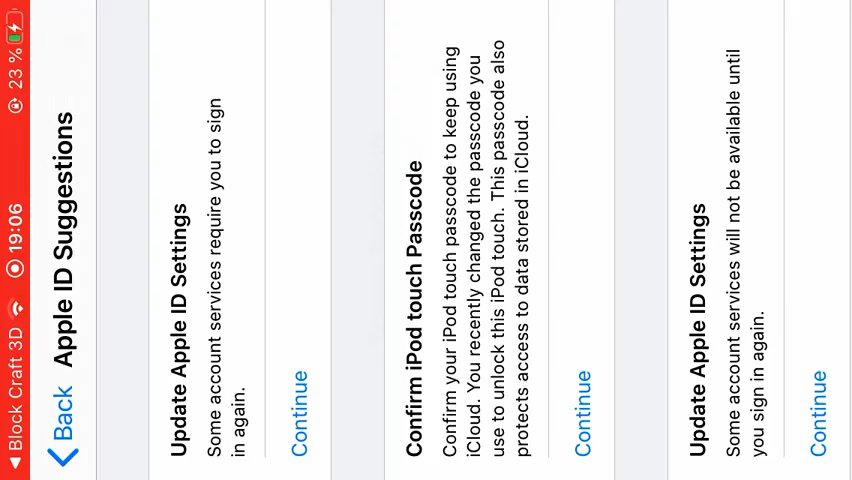 Block Craft 3D 19:06 23 %
Back Apple ID Suggestions
Update Apple ID Settings
Some account services require you to sign
in again.
Continue
Confirm iPod touch Passcode
Confirm your iPod touch passcode to keep using
iCloud. You recently changed the passcode you
use to unlock this iPod touch. This passcode also
protects access to data stored in iCloud.
Continue
Update Apple ID Settings
Some account services will not be available until
you sign in again.
Continue